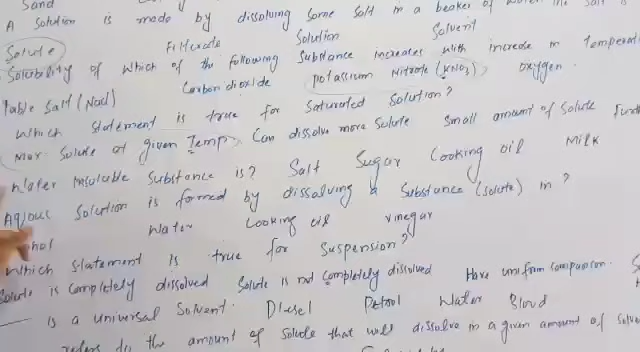 Sand
A Solution is made by dissolving Some Salt in a beaker of water. the Salt is
Solute Filterate Solution Solvent
Solubility of which of the following Substance increases with increase in Temperat
Table Salt (Nacl) Carbon dioxide potassium Nitrate (KNO3) oxygen
which statement is true for Saturated Solution?
Max Solute at given Temp Can dissolve more Solute Small amount of Solute Furth
Water Insoluble Substance is? Salt Sugar Cooking oil Milk
Aqjous Solution is formed by dissolving a Substance (solute) in?
hol Water Cooking oil vinegar
which statement is true for Suspension?
Solute is completely dissolved Solute is not completely dissolved Have uniform comparison. S
is a universal Solvent. Diesel Petrol Water Blood
refers to the amount of Solute that will dissolve in a given amount of solve